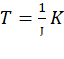 T = 1/J K